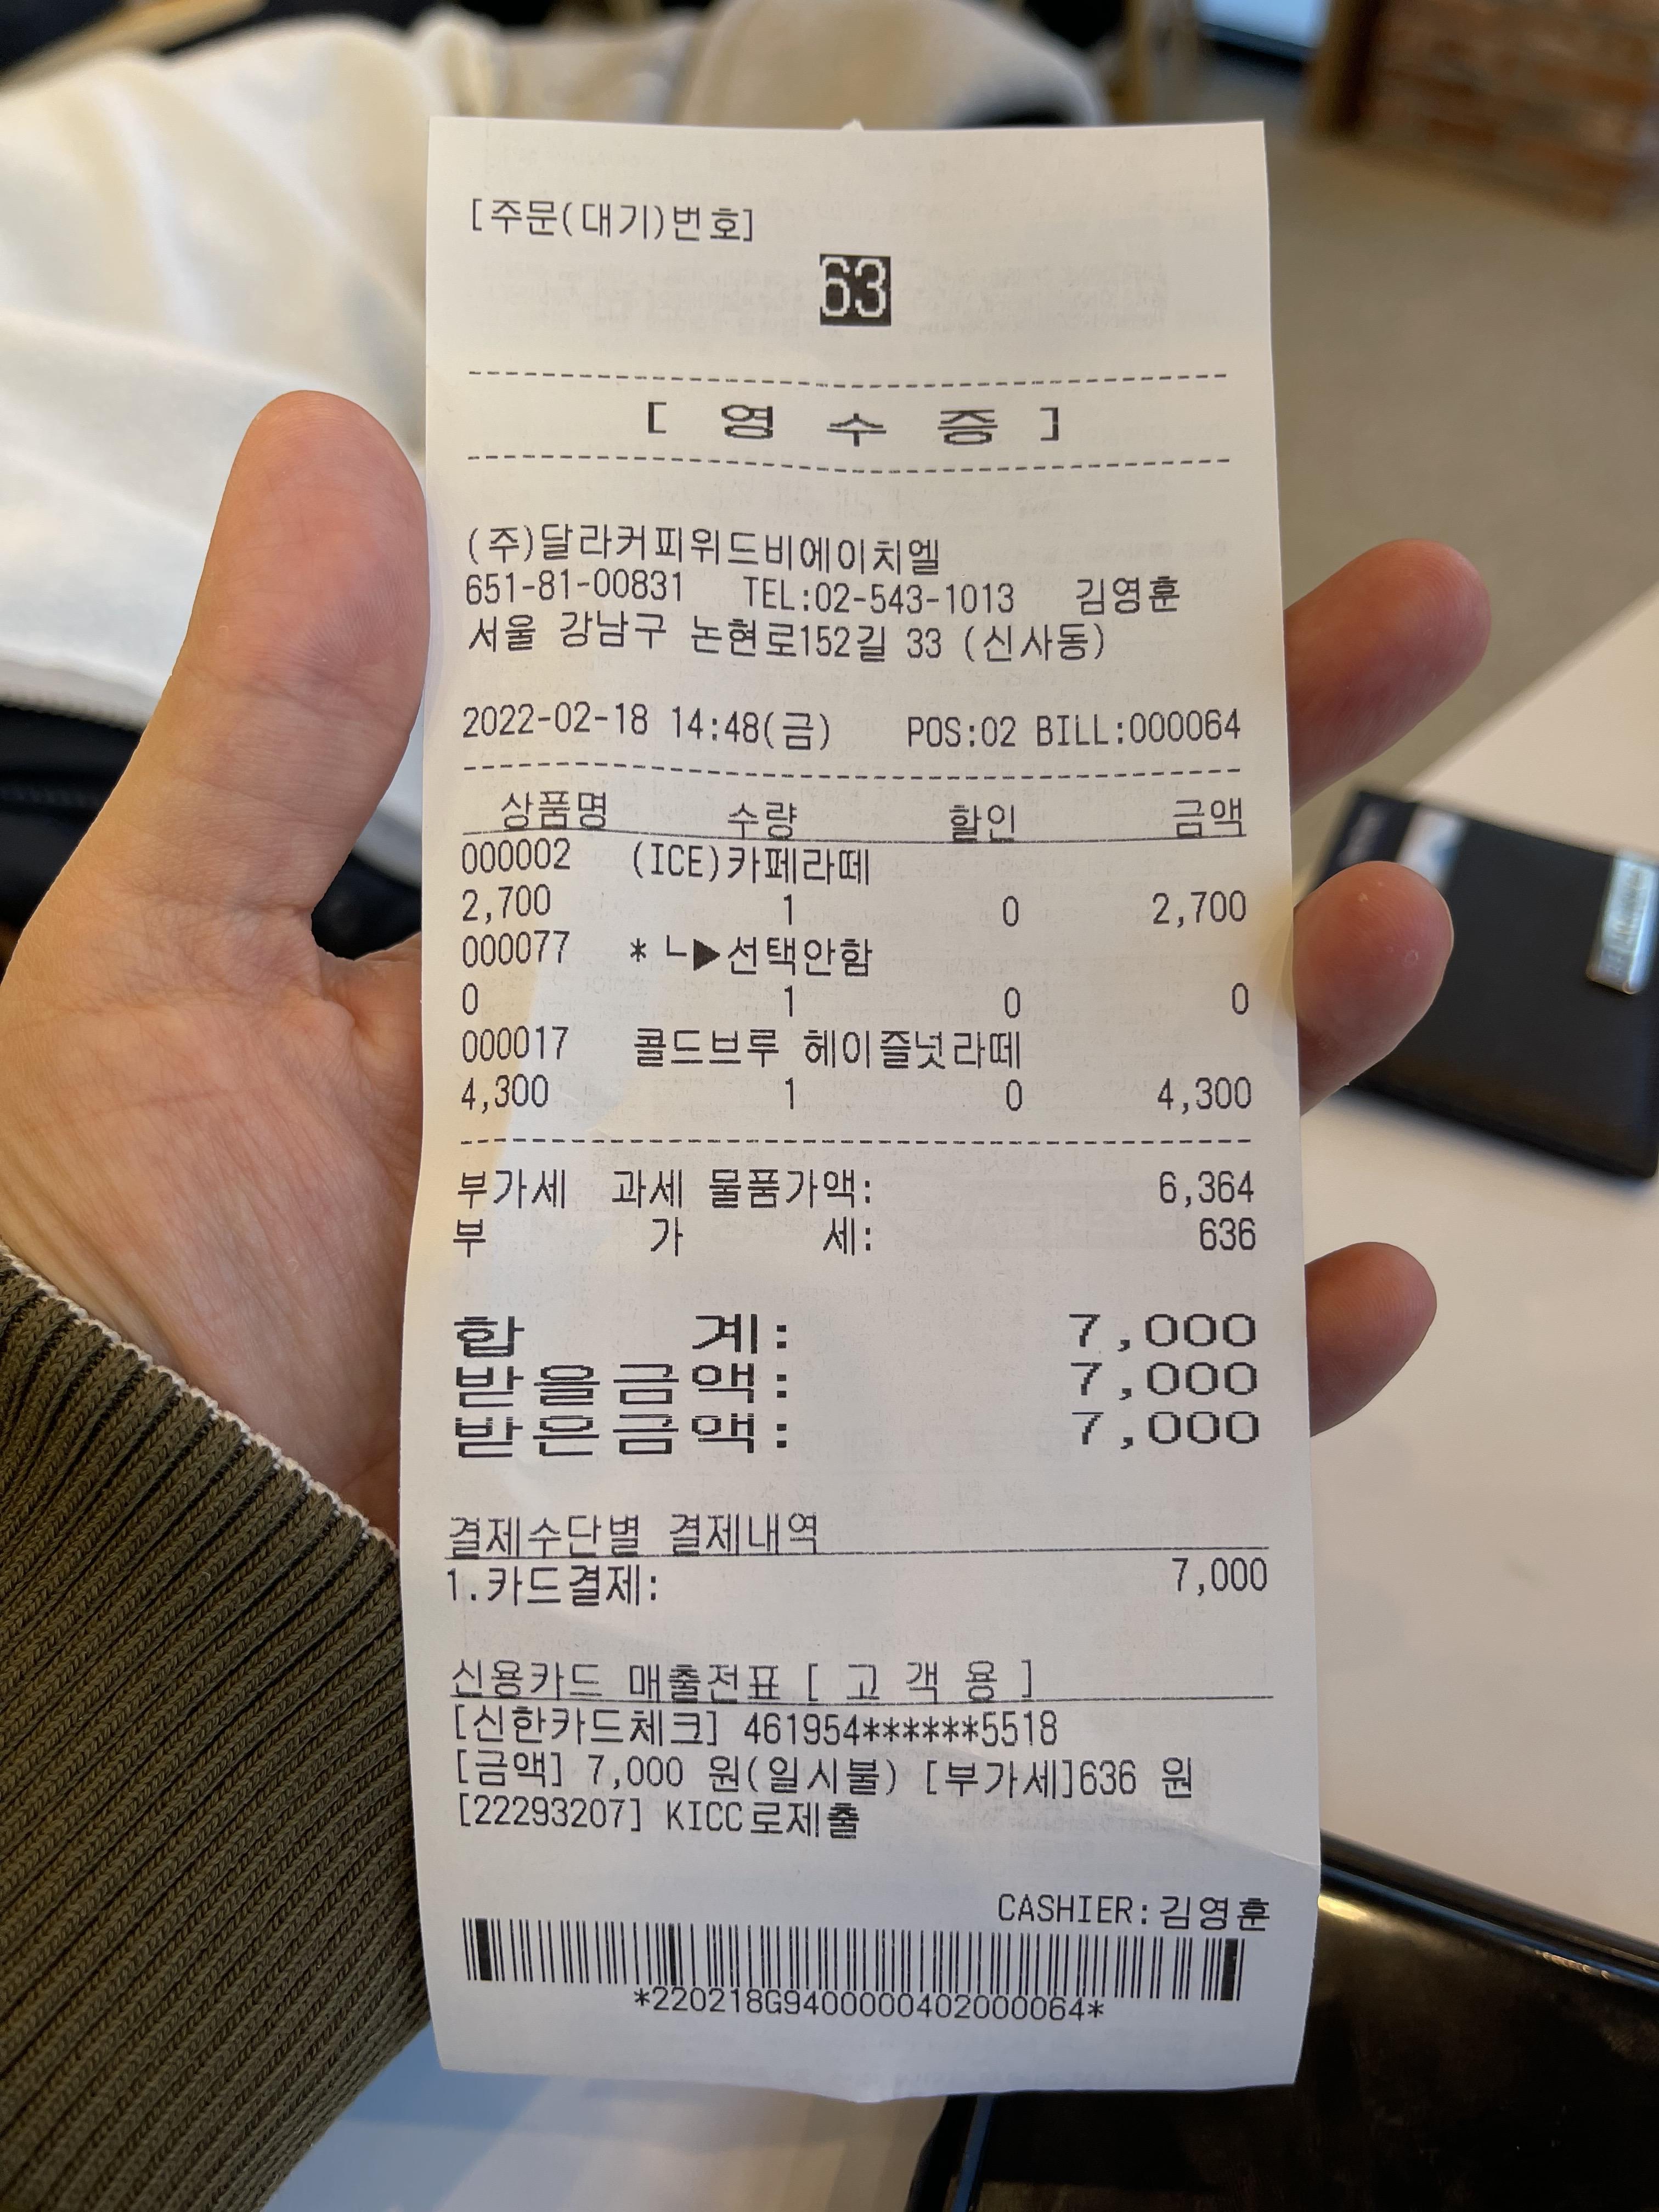 [주문(대기)번호]
63
[ 영 수 증 ]
(주)달라커피위드비에이치엘
651-81-00831 TEL:02-543-1013 김영훈
서울 강남구 논현로152길 33 (신사동)
2022-02-18 14:48(금) POS:02 BILL:000064
상품명 수량 할인 금액
000002 (ICE)카페라떼
2,700 1 0 2,700
000077 *└▶선택안함
0 1 0 0
000017 콜드브루 헤이즐넛라떼
4,300 1 0 4,300
부가세 과세 물품가액: 6,364
부 가 세: 636
합 계: 7,000
받을금액: 7,000
받은금액: 7,000
결제수단별 결제내역
1.카드결제: 7,000
신용카드 매출전표 [ 고 객 용 ]
[신한카드체크] 461954******5518
[금액] 7,000 원(일시불) [부가세]636 원
[22293207] KICC로제출
CASHIER:김영훈
*220218G9400000402000064*